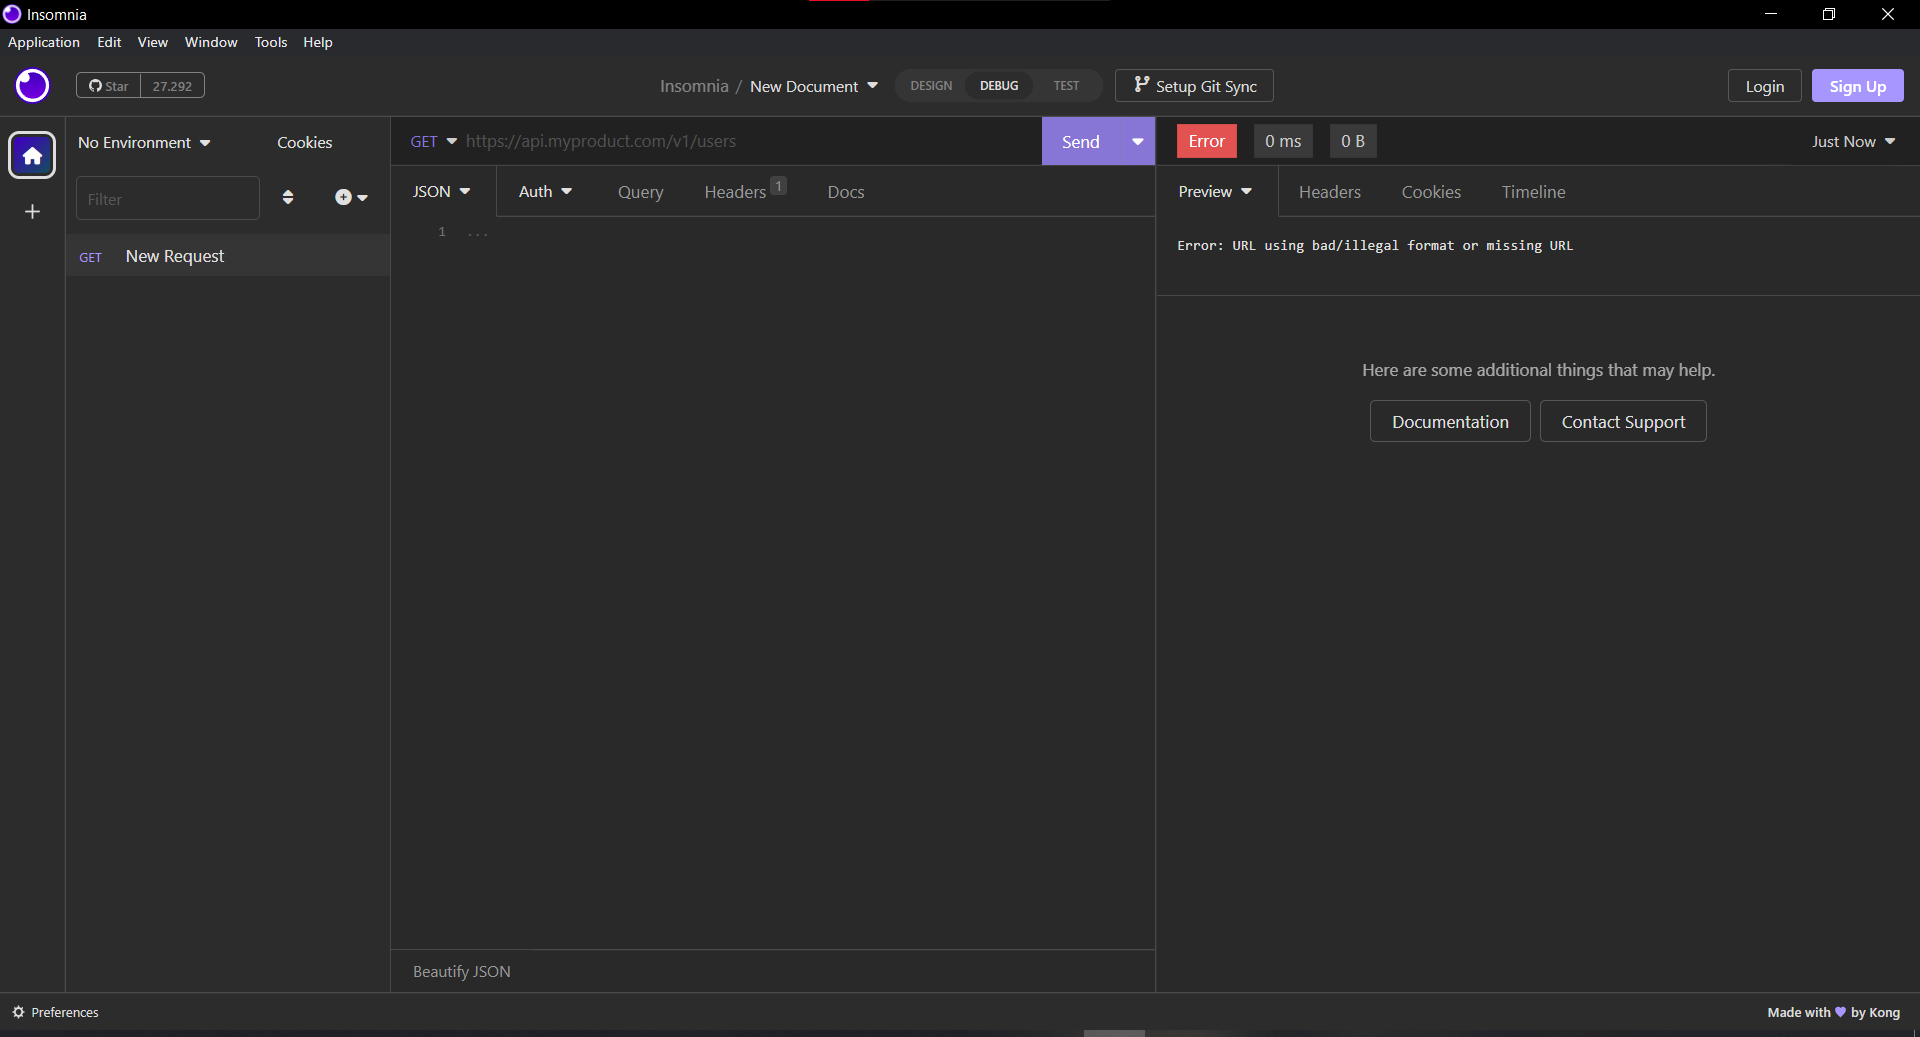 Insomnia
Application Edit View Window Tools Help
Star 27.292
Insomnia / New Document DESIGN DEBUG TEST Setup Git Sync Login Sign Up
No Environment Cookies
GET https://api.myproduct.com/v1/users Send
Error 0 ms 0 B Just Now
Filter
JSON Auth Query Headers 1 Docs
Preview Headers Cookies Timeline
GET New Request
1 ...
Error: URL using bad/illegal format or missing URL
Here are some additional things that may help.
Documentation Contact Support
Beautify JSON
Preferences
Made with 💜 by Kong